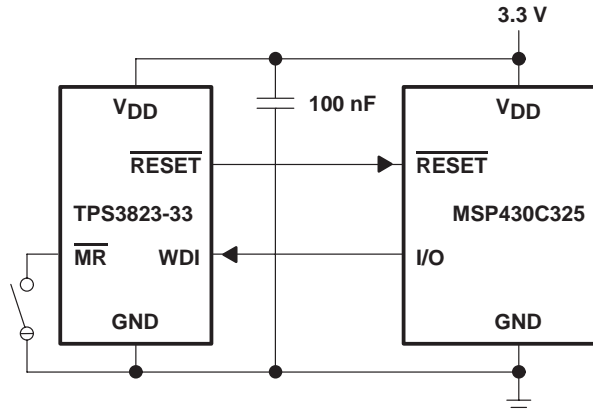 3.3 V
VDD
100 nF
VDD
RESET
RESET
TPS3823-33
MSP430C325
MR
WDI
I/O
GND
GND